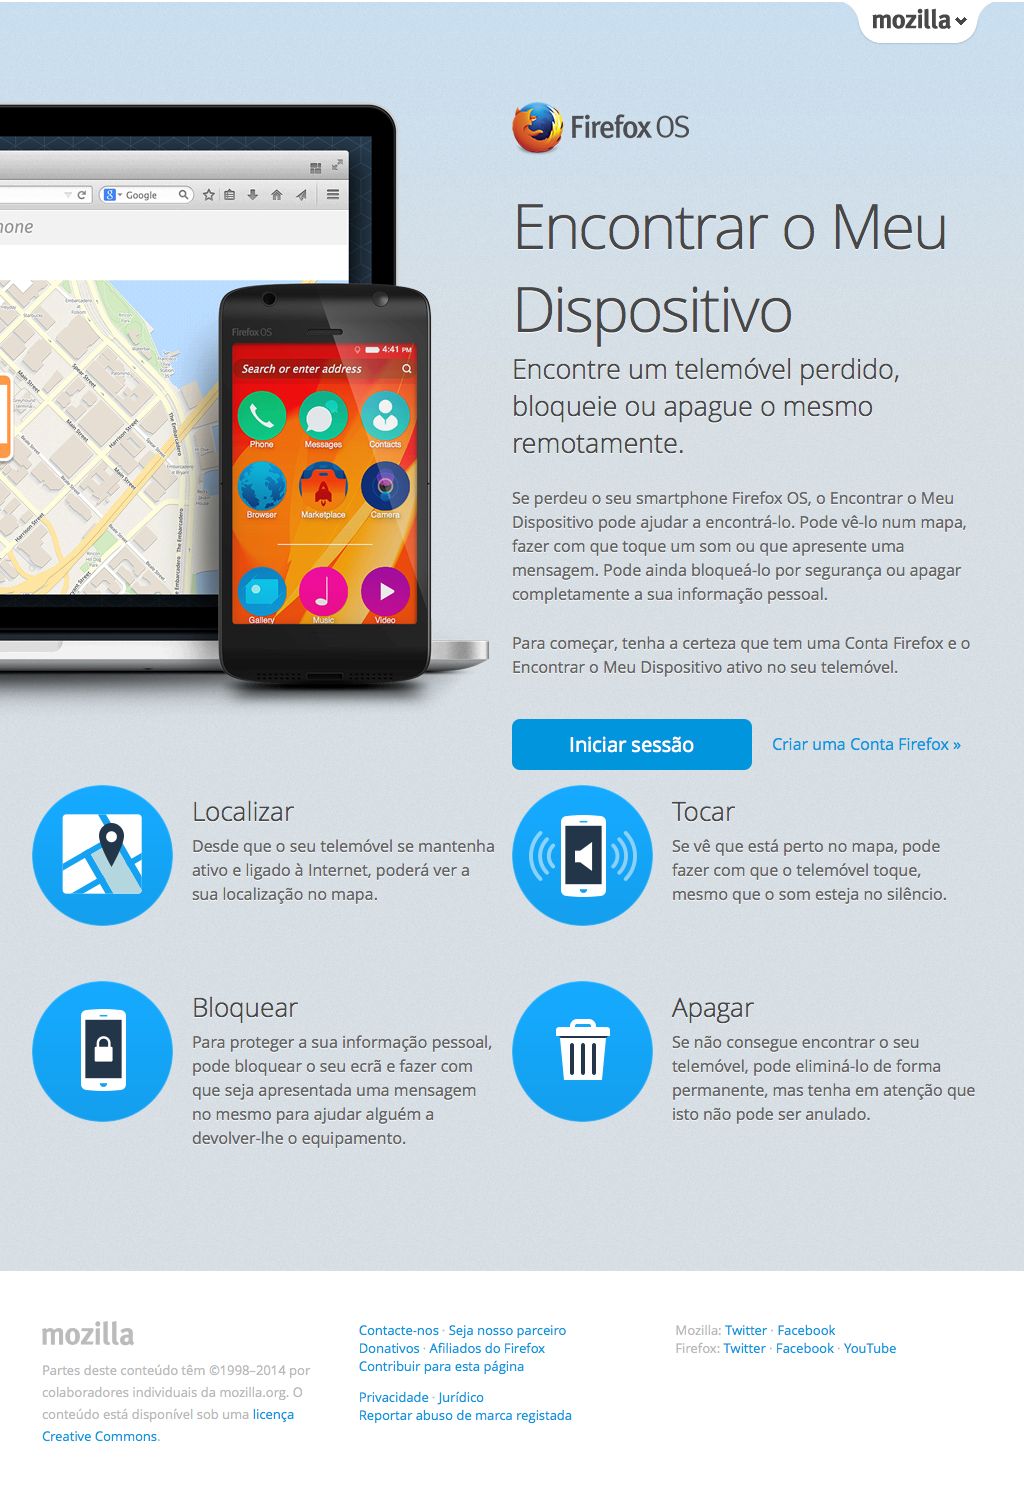 mozilla
Firefox OS
Encontrar o Meu
Dispositivo
Encontre um telemóvel perdido,
bloqueie ou apague o mesmo
remotamente.
Se perdeu o seu smartphone Firefox OS, o Encontrar o Meu
Dispositivo pode ajudar a encontrá-lo. Pode vê-lo num mapa,
fazer com que toque um som ou que apresente uma
mensagem. Pode ainda bloqueá-lo por segurança ou apagar
completamente a sua informação pessoal.
Para começar, tenha a certeza que tem uma Conta Firefox e o
Encontrar o Meu Dispositivo ativo no seu telemóvel.
Iniciar sessão
Criar uma Conta Firefox »
Google
Firefox OS
4:41 PM
Search or enter address
Phone Messages Contacts
Browser Marketplace Camera
Gallery Music Video
Spear Street
Main Street
Harrison Street
Beale Street
The Embarcadero
Localizar
Desde que o seu telemóvel se mantenha
ativo e ligado à Internet, poderá ver a
sua localização no mapa.
Tocar
Se vê que está perto no mapa, pode
fazer com que o telemóvel toque,
mesmo que o som esteja no silêncio.
Bloquear
Para proteger a sua informação pessoal,
pode bloquear o seu ecrã e fazer com
que seja apresentada uma mensagem
no mesmo para ajudar alguém a
devolver-lhe o equipamento.
Apagar
Se não consegue encontrar o seu
telemóvel, pode eliminá-lo de forma
permanente, mas tenha em atenção que
isto não pode ser anulado.
mozilla
Partes deste conteúdo têm ©1998–2014 por
colaboradores individuais da mozilla.org. O
conteúdo está disponível sob uma licença
Creative Commons.
Contacte-nos · Seja nosso parceiro
Donativos · Afiliados do Firefox
Contribuir para esta página
Privacidade · Jurídico
Reportar abuso de marca registada
Mozilla: Twitter · Facebook
Firefox: Twitter · Facebook · YouTube